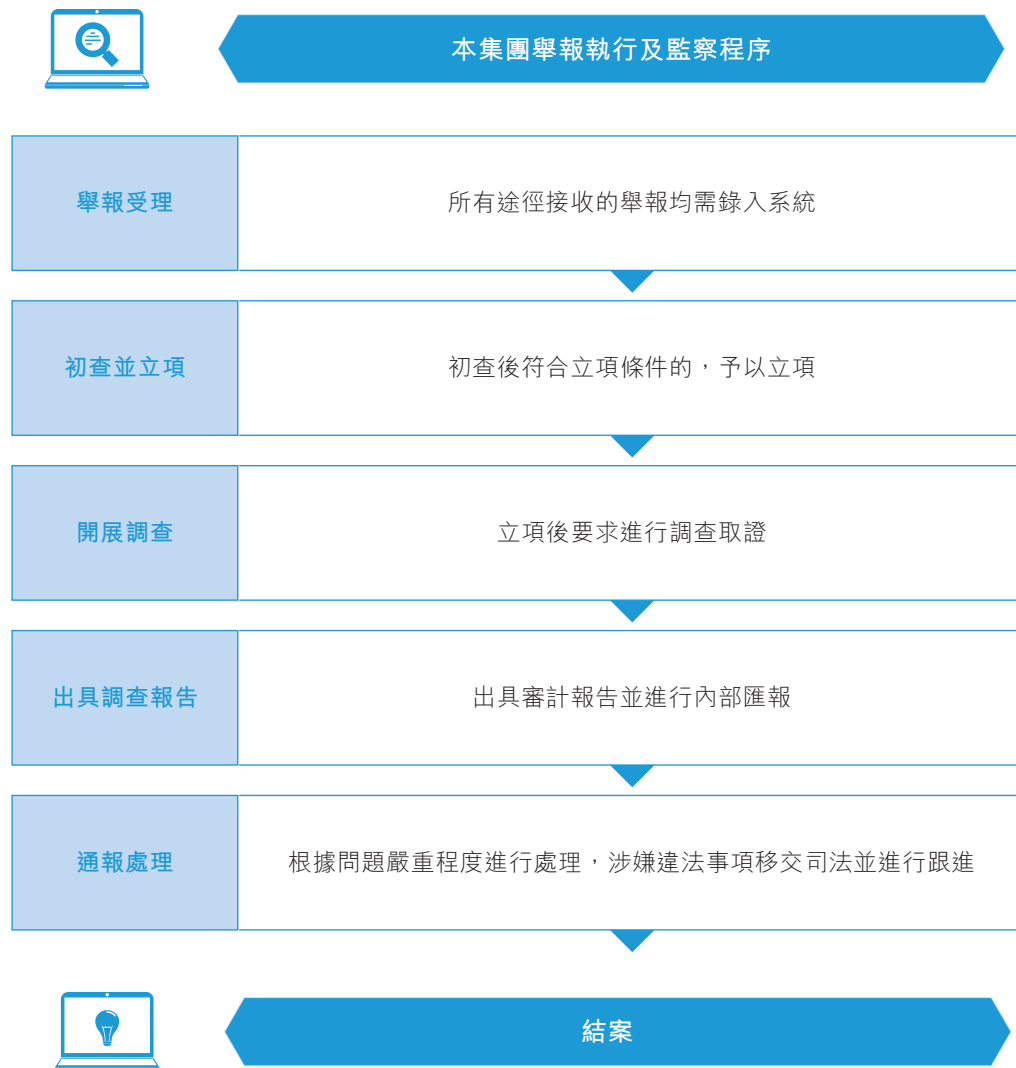 本集團舉報執行及監察程序
舉報受理
所有途徑接收的舉報均需錄入系統
初查並立項
初查後符合立項條件的，予以立項
開展調查
立項後要求進行調查取證
出具調查報告
出具審計報告並進行內部匯報
通報處理
根據問題嚴重程度進行處理，涉嫌違法事項移交司法並進行跟進
結案